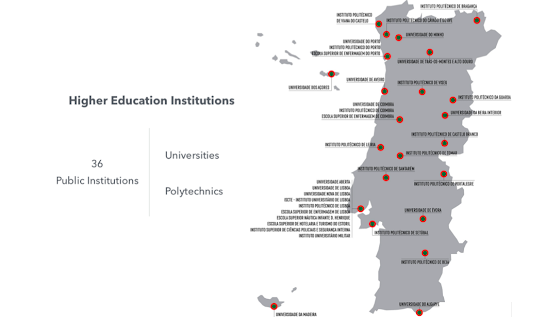 Higher Education Institutions
36
Public Institutions
Universities
Polytechnics
INSTITUTO POLITÉCNICO DE BRAGANÇA
INSTITUTO POLITÉCNICO
DE VIANA DO CASTELO
INSTITUTO POLITÉCNICO DO CÁVADO E DO AVE
UNIVERSIDADE DO MINHO
UNIVERSIDADE DO PORTO
INSTITUTO POLITÉCNICO DO PORTO
ESCOLA SUPERIOR DE ENFERMAGEM DO PORTO
UNIVERSIDADE DE TRÁS-OS-MONTES E ALTO DOURO
UNIVERSIDADE DE AVEIRO
INSTITUTO POLITÉCNICO DE VISEU
UNIVERSIDADE DOS AÇORES
INSTITUTO POLITÉCNICO DA GUARDA
UNIVERSIDADE DE COIMBRA
INSTITUTO POLITÉCNICO DE COIMBRA
ESCOLA SUPERIOR DE ENFERMAGEM DE COIMBRA
UNIVERSIDADE DA BEIRA INTERIOR
INSTITUTO POLITÉCNICO DE CASTELO BRANCO
INSTITUTO POLITÉCNICO DE LEIRIA
INSTITUTO POLITÉCNICO DE TOMAR
INSTITUTO POLITÉCNICO DE SANTARÉM
INSTITUTO POLITÉCNICO DE PORTALEGRE
UNIVERSIDADE ABERTA
UNIVERSIDADE DE LISBOA
UNIVERSIDADE NOVA DE LISBOA
ISCTE - INSTITUTO UNIVERSITÁRIO DE LISBOA
INSTITUTO POLITÉCNICO DE LISBOA
ESCOLA SUPERIOR DE ENFERMAGEM DE LISBOA
ESCOLA SUPERIOR NÁUTICA INFANTE D. HENRIQUE
ESCOLA SUPERIOR DE HOTELARIA E TURISMO DO ESTORIL
INSTITUTO SUPERIOR DE CIÊNCIAS POLICIAIS E SEGURANÇA INTERNA
INSTITUTO UNIVERSITÁRIO MILITAR
UNIVERSIDADE DE ÉVORA
INSTITUTO POLITÉCNICO DE SETÚBAL
INSTITUTO POLITÉCNICO DE BEJA
UNIVERSIDADE DO ALGARVE
UNIVERSIDADE DA MADEIRA